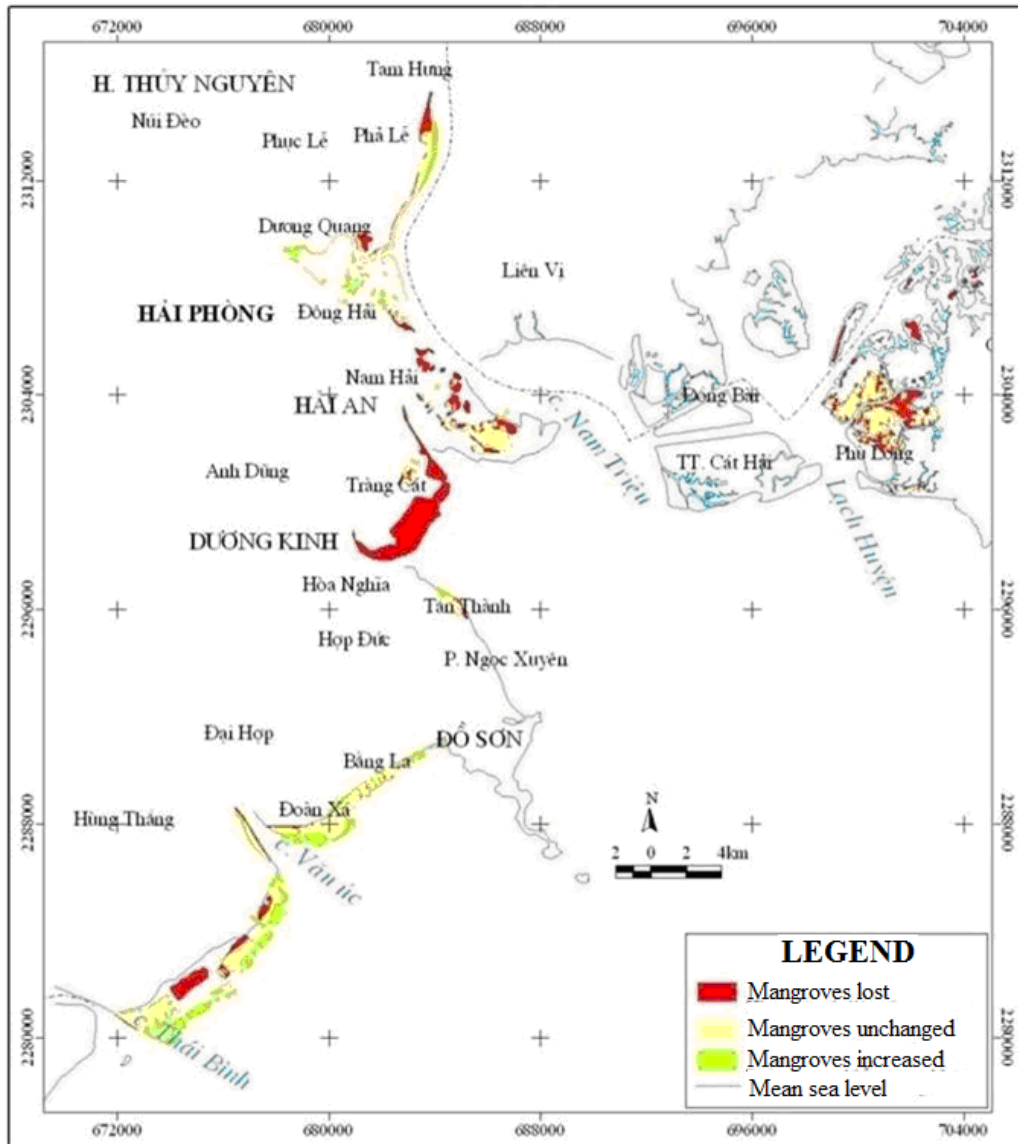 672000 680000 688000 696000 704000
Tam Hưng
H. THỦY NGUYÊN
Núi Đèo
Phục Lễ
Phả Lễ
2312000
2312000
Dương Quang
Liên Vị
HẢI PHÒNG
Đông Hải
Nam Hải
2304000
2304000
Đồng Bài
HẢI AN
c. Nam Triệu
Phù Long
TT. Cát Hải
Anh Dũng
Tràng Cát
Lạch Huyện
DƯƠNG KINH
Hòa Nghĩa
Tân Thành
2296000
2296000
Hợp Đức
P. Ngọc Xuyên
Đại Hợp
ĐỒ SƠN
Bàng La
Đoàn Xá
Hùng Thắng
2288000
2288000
N
2 0 2 4km
c. Văn úc
LEGEND
Mangroves lost
Mangroves unchanged
Mangroves increased
Mean sea level
2280000
2280000
c. Thái Bình
672000 680000 688000 696000 704000